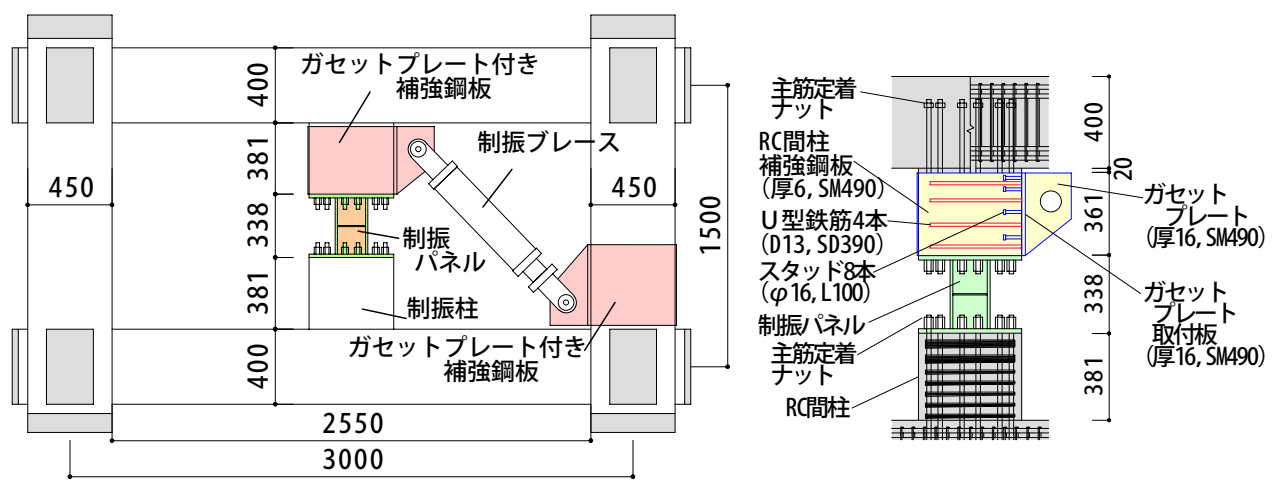 400
381
338
381
400
450
450
1500
2550
3000
ガセットプレート付き
補強鋼板
制振ブレース
制振
パネル
制振柱
ガセットプレート付き
補強鋼板
主筋定着
ナット
RC間柱
補強鋼板
(厚6, SM490)
U型鉄筋4本
(D13, SD390)
スタッド8本
(φ16, L100)
制振パネル
主筋定着
ナット
RC間柱
400
20
361
338
381
ガセット
プレート
(厚16, SM490)
ガセット
プレート
取付板
(厚16, SM490)